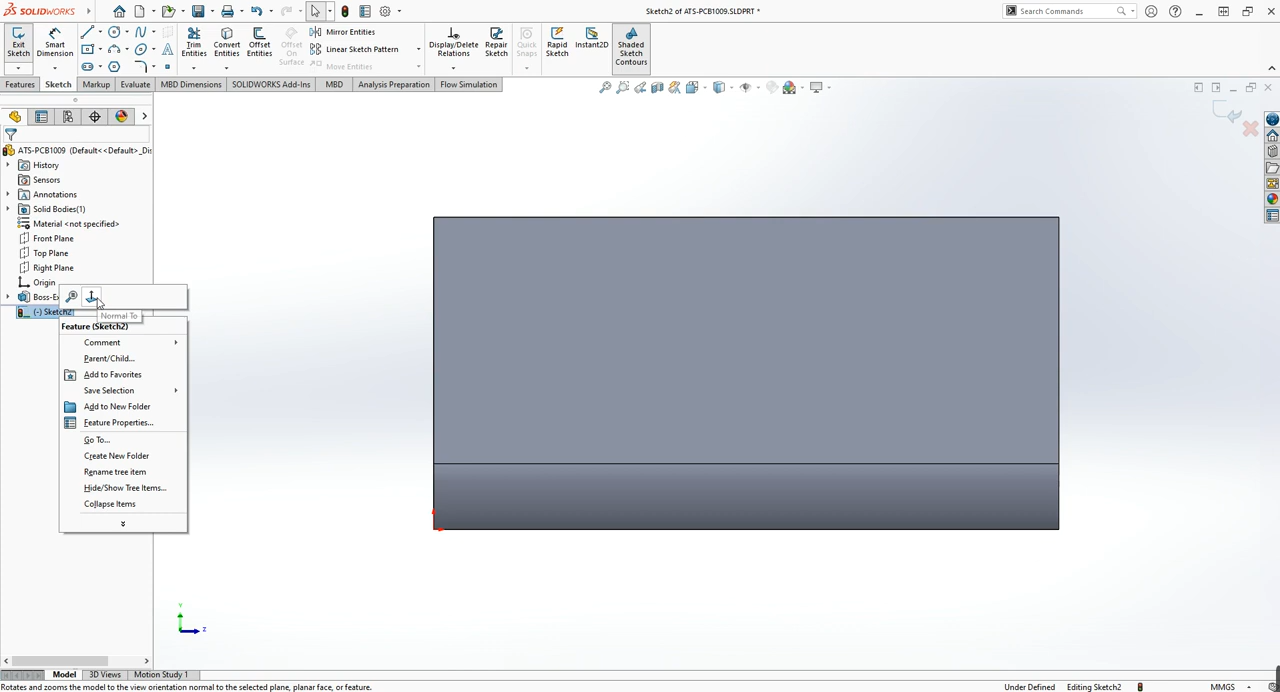 SOLIDWORKS
Sketch2 of ATS-PCB1009.SLDPRT *
Search Commands
Exit Sketch
Smart Dimension
Trim Entities
Convert Entities
Offset Entities
Offset On Surface
Mirror Entities
Linear Sketch Pattern
Move Entities
Display/Delete Relations
Repair Sketch
Quick Snaps
Rapid Sketch
Instant2D
Shaded Sketch Contours
Features
Sketch
Markup
Evaluate
MBD Dimensions
SOLIDWORKS Add-Ins
MBD
Analysis Preparation
Flow Simulation
ATS-PCB1009 (Default<<Default>_Dis
History
Sensors
Annotations
Solid Bodies(1)
Material <not specified>
Front Plane
Top Plane
Right Plane
Origin
Boss-Ex
(-) Sketch2
Normal To
Feature (Sketch2)
Comment
Parent/Child...
Add to Favorites
Save Selection
Add to New Folder
Feature Properties...
Go To...
Create New Folder
Rename tree item
Hide/Show Tree Items...
Collapse Items
Y
Z
Model
3D Views
Motion Study 1
Rotates and zooms the model to the view orientation normal to the selected plane, planar face, or feature.
Under Defined
Editing Sketch2
MMGS